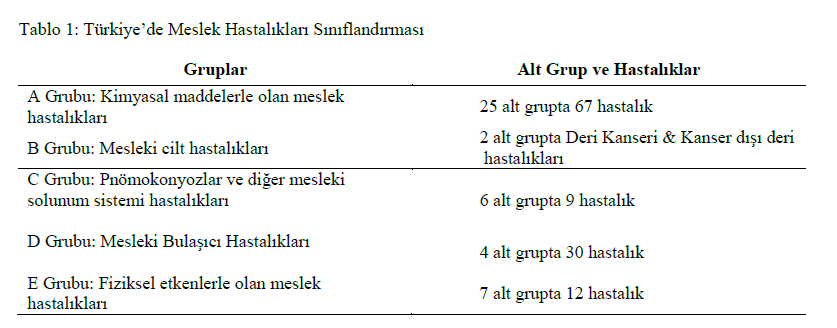 Tablo 1: Türkiye’de Meslek Hastalıkları Sınıflandırması
Gruplar
Alt Grup ve Hastalıklar
A Grubu: Kimyasal maddelerle olan meslek
hastalıkları
25 alt grupta 67 hastalık
B Grubu: Mesleki cilt hastalıkları
2 alt grupta Deri Kanseri & Kanser dışı deri
hastalıkları
C Grubu: Pnömokonyozlar ve diğer mesleki
solunum sistemi hastalıkları
6 alt grupta 9 hastalık
D Grubu: Mesleki Bulaşıcı Hastalıkları
4 alt grupta 30 hastalık
E Grubu: Fiziksel etkenlerle olan meslek
hastalıkları
7 alt grupta 12 hastalık